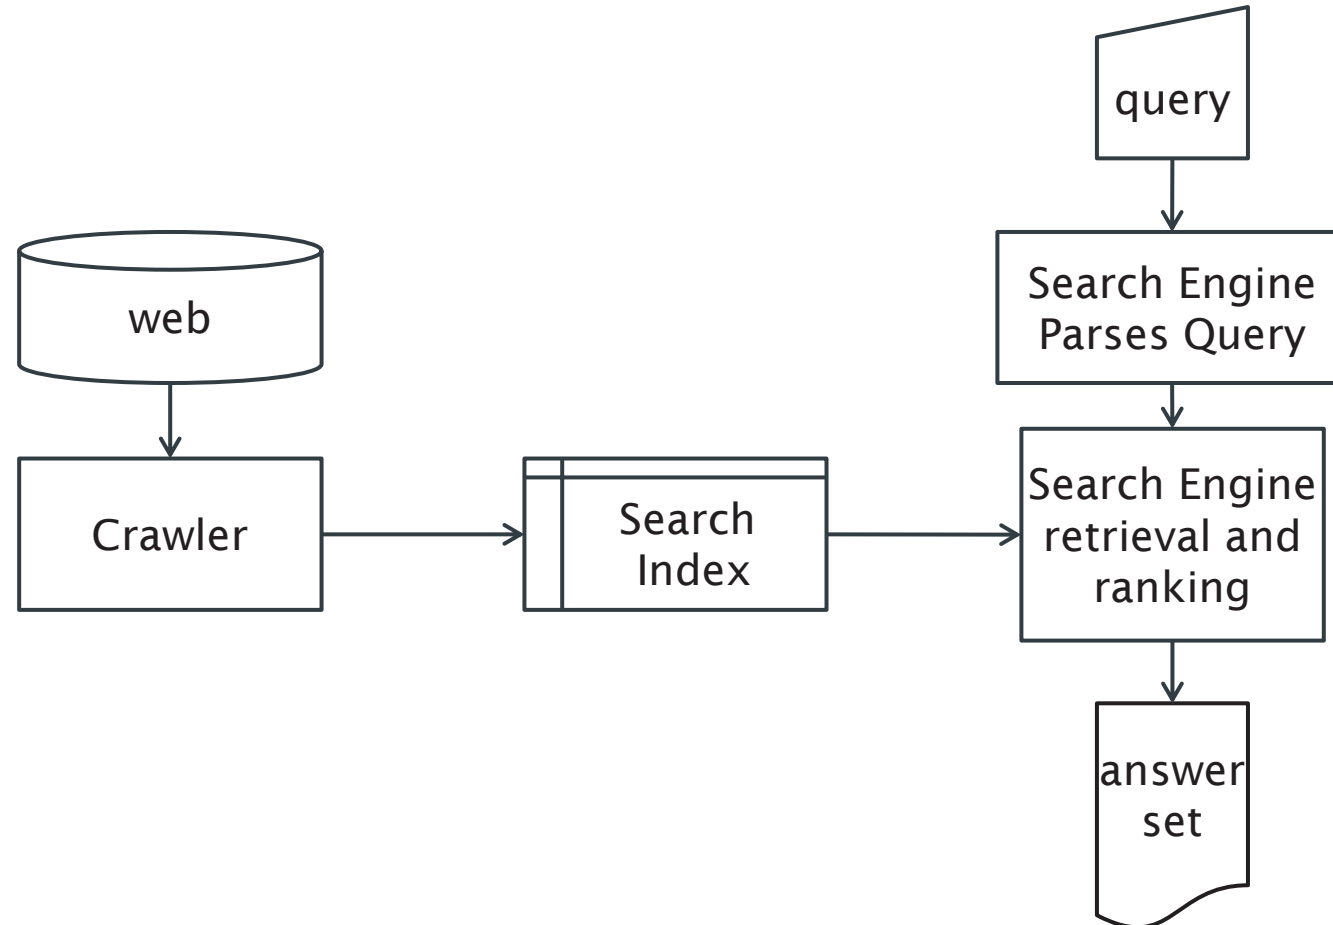 query
Search Engine
Parses Query
web
Crawler
Search
Index
Search Engine
retrieval and
ranking
answer
set